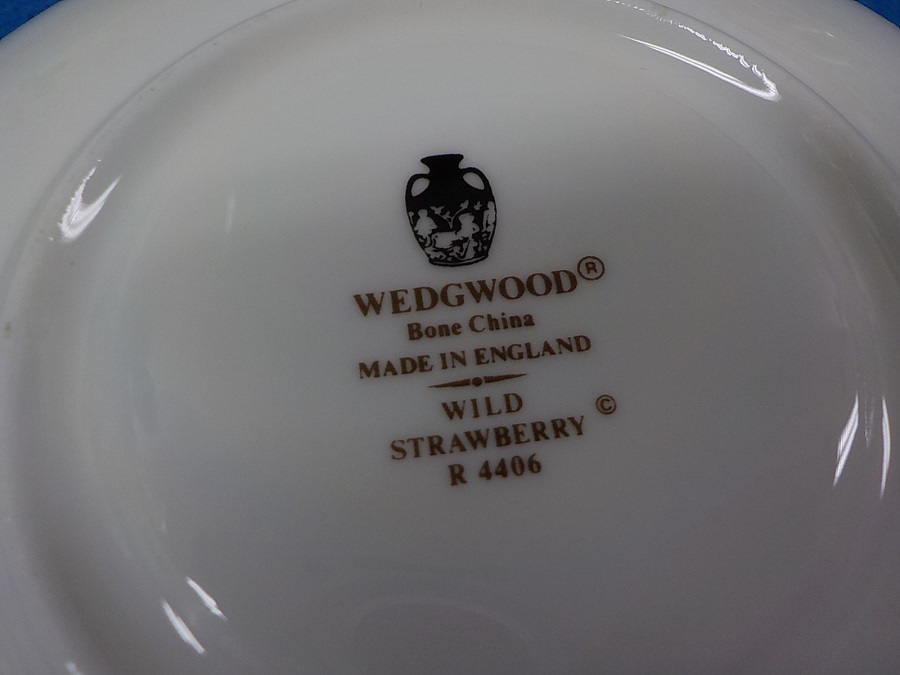 WEDGWOOD®
Bone China
MADE IN ENGLAND
WILD ©
STRAWBERRY
R 4406